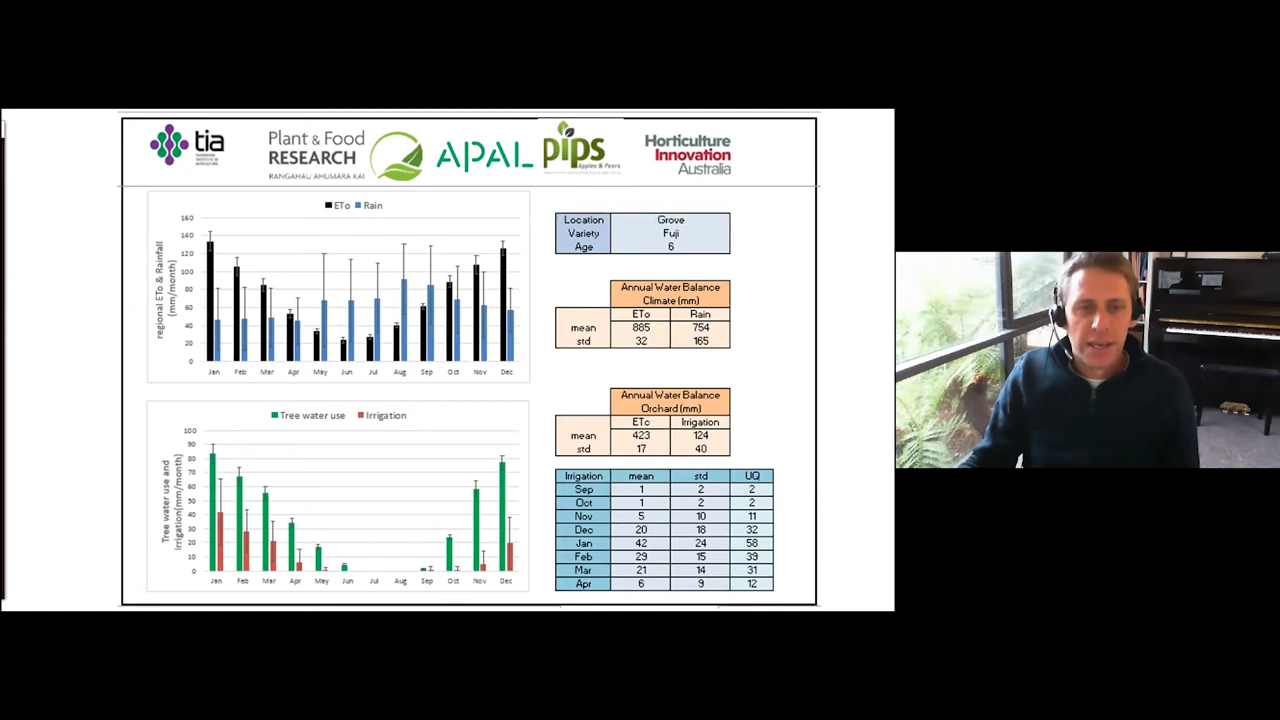 tia
Plant & Food
RESEARCH
RANGAHAU AHUMĀRA KAI
APAL
pips
Apples & Pears
Horticulture
Innovation
Australia
ETo Rain
regional ETo & Rainfall
(mm/month)
160
140
120
100
80
60
40
20
0
Jan Feb Mar Apr May Jun Jul Aug Sep Oct Nov Dec
Location Grove
Variety Fuji
Age 6
Annual Water Balance
Climate (mm)
ETo Rain
mean 885 754
std 32 165
Tree water use Irrigation
Tree water use and
Irrigation(mm/month)
100
90
80
70
60
50
40
30
20
10
0
Jan Feb Mar Apr May Jun Jul Aug Sep Oct Nov Dec
Annual Water Balance
Orchard (mm)
ETc Irrigation
mean 423 124
std 17 40
Irrigation mean std UQ
Sep 1 2 2
Oct 1 2 2
Nov 5 10 11
Dec 20 18 32
Jan 42 24 58
Feb 29 15 39
Mar 21 14 31
Apr 6 9 12